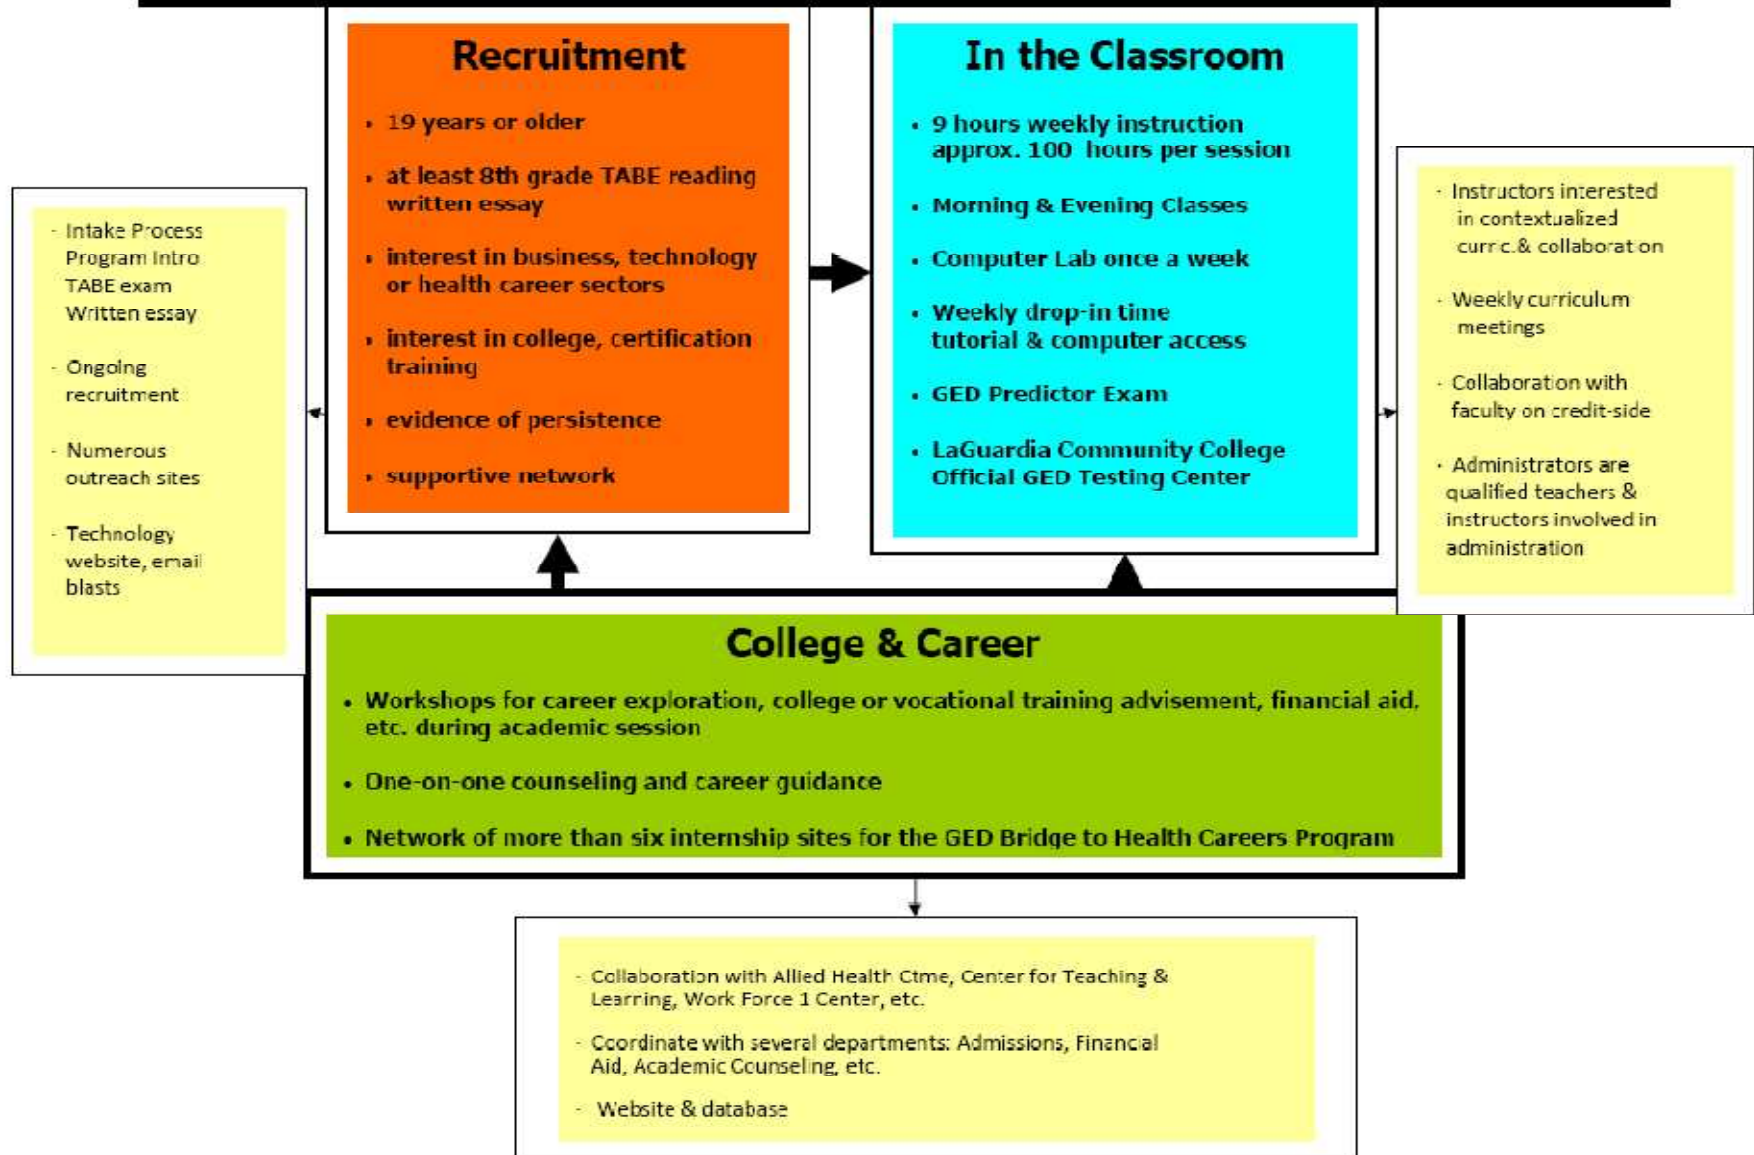 Recruitment
• 19 years or older
• at least 8th grade TABE reading
written essay
• interest in business, technology
or health career sectors
• interest in college, certification
training
• evidence of persistence
• supportive network
In the Classroom
• 9 hours weekly instruction
approx. 100 hours per session
• Morning & Evening Classes
• Computer Lab once a week
• Weekly drop-in time
tutorial & computer access
• GED Predictor Exam
• LaGuardia Community College
Official GED Testing Center
- Intake Process
Program Intro
TABE exam
Written essay
- Ongoing
recruitment
- Numerous
outreach sites
- Technology
website, email
blasts
· Instructors interested
in contextualized
curric.& collaboration
· Weekly curriculum
meetings
· Collaboration with
faculty on credit-side
· Administrators are
qualified teachers &
instructors involved in
administration
College & Career
• Workshops for career exploration, college or vocational training advisement, financial aid,
etc. during academic session
• One-on-one counseling and career guidance
• Network of more than six internship sites for the GED Bridge to Health Careers Program
- Collaboration with Allied Health Ctme, Center for Teaching &
Learning, Work Force 1 Center, etc.
- Coordinate with several departments: Admissions, Financial
Aid, Academic Counseling, etc.
- Website & database